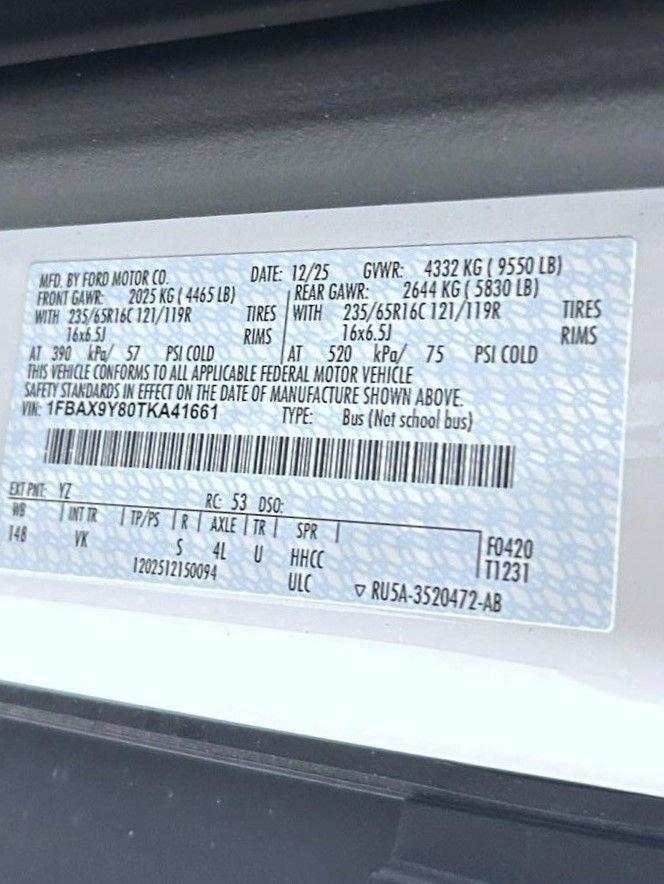 MFD. BY FORD MOTOR CO. DATE: 12/25 GVWR: 4332 KG ( 9550 LB)
FRONT GAWR: 2025 KG ( 4465 LB) REAR GAWR: 2644 KG ( 5830 LB)
WITH 235/65R16C 121/119R TIRES WITH 235/65R16C 121/119R TIRES
16x6.5J RIMS 16x6.5J RIMS
AT 390 kPa/ 57 PSI COLD AT 520 kPa/ 75 PSI COLD
THIS VEHICLE CONFORMS TO ALL APPLICABLE FEDERAL MOTOR VEHICLE
SAFETY STANDARDS IN EFFECT ON THE DATE OF MANUFACTURE SHOWN ABOVE.
VIN: 1FBAX9Y80TKA41661 TYPE: Bus (Not school bus)
EXT PNT: YZ RC: 53 DSO:
WB INT TR TP/PS R AXLE TR SPR F0420
148 VK S 4L U HHCC T1231
1202512150094 ULC ▽ RU5A-3520472-AB